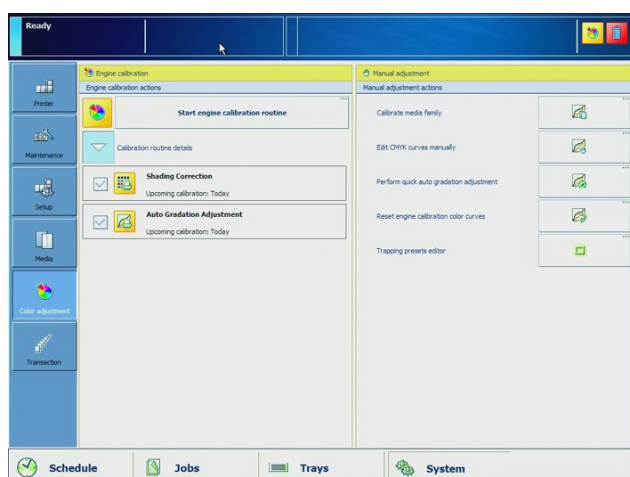 Ready
Printer
Maintenance
Setup
Media
Color adjustment
Transaction
Engine calibration
Engine calibration actions
Start engine calibration routine
Calibration routine details
Shading Correction
Upcoming calibration: Today
Auto Gradation Adjustment
Upcoming calibration: Today
Manual adjustment
Manual adjustment actions
Calibrate media family
Edit CMYK curves manually
Perform quick auto gradation adjustment
Reset engine calibration color curves
Trapping presets editor
Schedule
Jobs
Trays
System